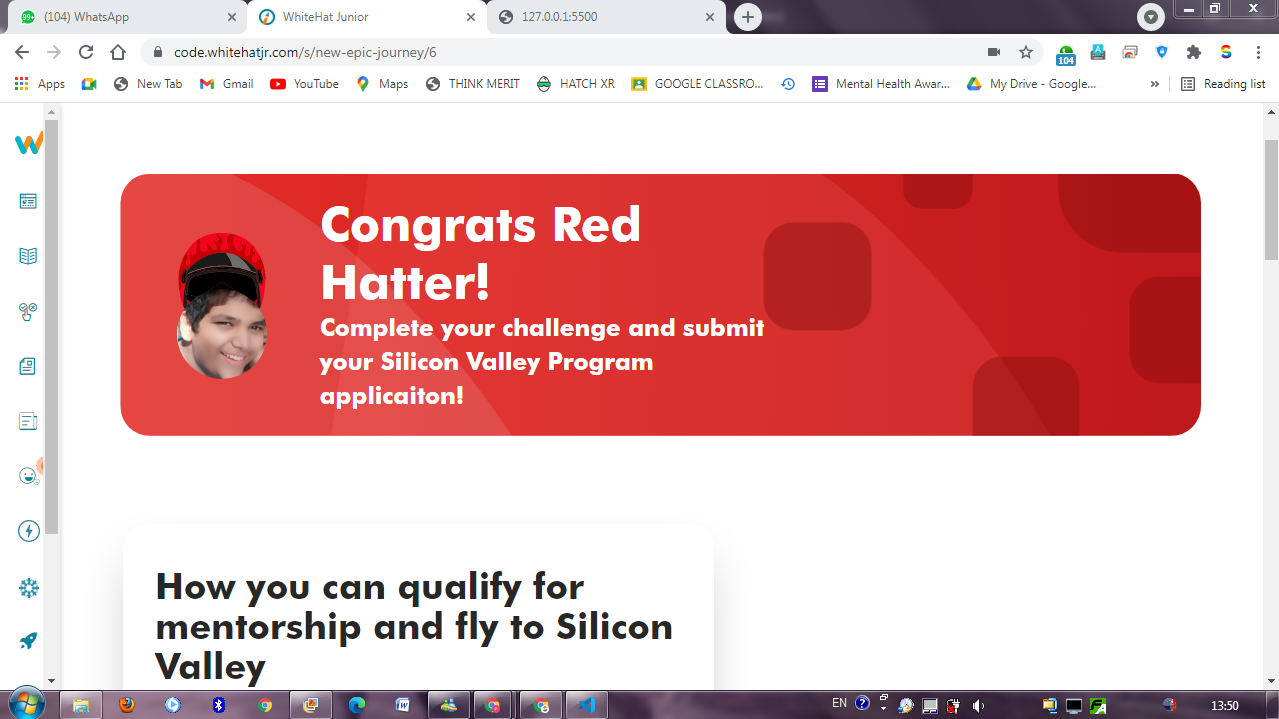 (104) WhatsApp
WhiteHat Junior
127.0.0.1:5500
code.whitehatjr.com/s/new-epic-journey/6
104
Apps
New Tab
Gmail
YouTube
Maps
THINK MERIT
HATCH XR
GOOGLE CLASSRO...
Mental Health Awar...
My Drive - Google...
»
Reading list
Congrats Red
Hatter!
Complete your challenge and submit
your Silicon Valley Program
applicaiton!
How you can qualify for
mentorship and fly to Silicon
Valley
EN
13:50